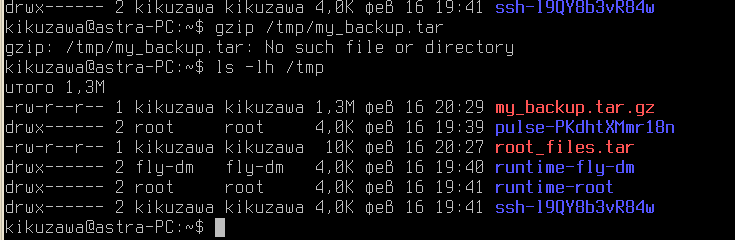 drwx------ 2 kikuzawa kikuzawa 4,0K фев 16 19:41 ssh-l9QY8b3vR84w
kikuzawa@astra-PC:~$ gzip /tmp/my_backup.tar
gzip: /tmp/my_backup.tar: No such file or directory
kikuzawa@astra-PC:~$ ls -lh /tmp
итого 1,3M
-rw-r--r-- 1 kikuzawa kikuzawa 1,3M фев 16 20:29 my_backup.tar.gz
drwx------ 2 root root 4,0K фев 16 19:39 pulse-PKdhtXMmr18n
-rw-r--r-- 1 kikuzawa kikuzawa 10K фев 16 20:27 root_files.tar
drwx------ 2 fly-dm fly-dm 4,0K фев 16 19:40 runtime-fly-dm
drwx------ 2 root root 4,0K фев 16 19:41 runtime-root
drwx------ 2 kikuzawa kikuzawa 4,0K фев 16 19:41 ssh-l9QY8b3vR84w
kikuzawa@astra-PC:~$